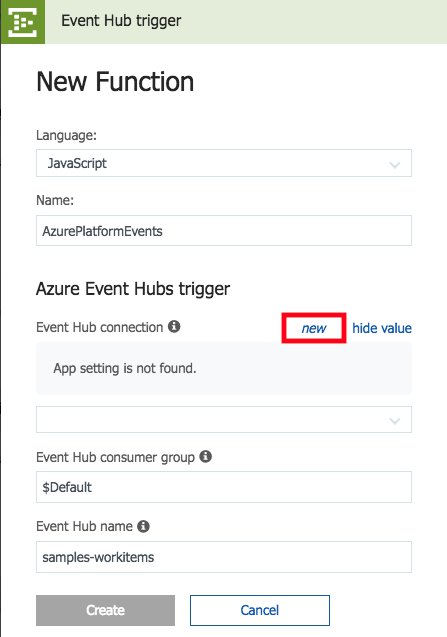 Event Hub trigger
New Function
Language:
JavaScript
Name:
AzurePlatformEvents
Azure Event Hubs trigger
Event Hub connection new hide value
App setting is not found.
Event Hub consumer group
$Default
Event Hub name
samples-workitems
Create Cancel